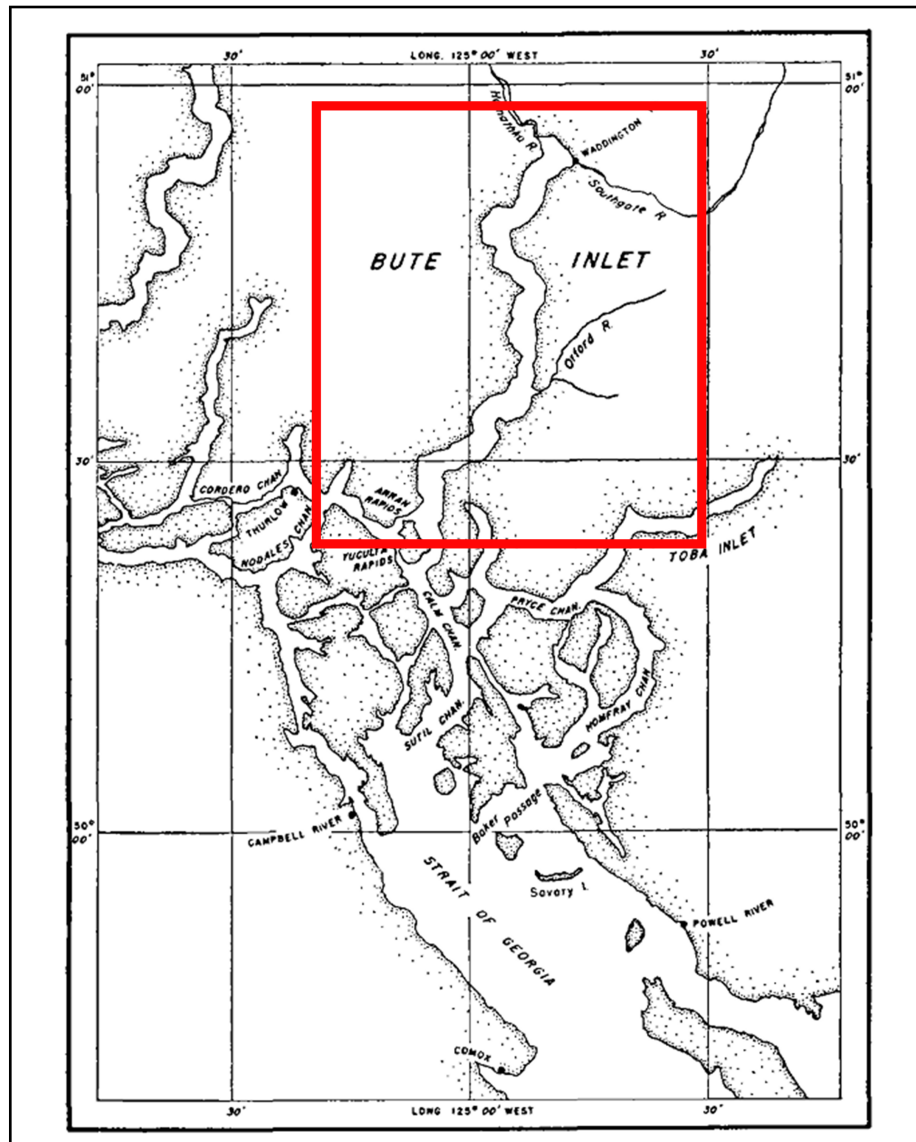 30'
LONG. 125° 00' WEST
30'
51°
00'
51°
00'
Homathko R.
WADDINGTON
Southgate R.
BUTE
INLET
Orford R.
30'
30'
CORDERO CHAN.
ARRAN
RAPIDS
THURLOW
NODALES CHAN.
YUCULTA
RAPIDS
TOBA INLET
CALM CHAN.
PRYCE CHAN.
HOMFRAY CHAN.
SUTIL CHAN.
Baker Passage
50°
00'
50°
00'
CAMPBELL RIVER
STRAIT OF GEORGIA
Savary I.
POWELL RIVER
COMOX
30'
LONG. 125° 00' WEST
30'